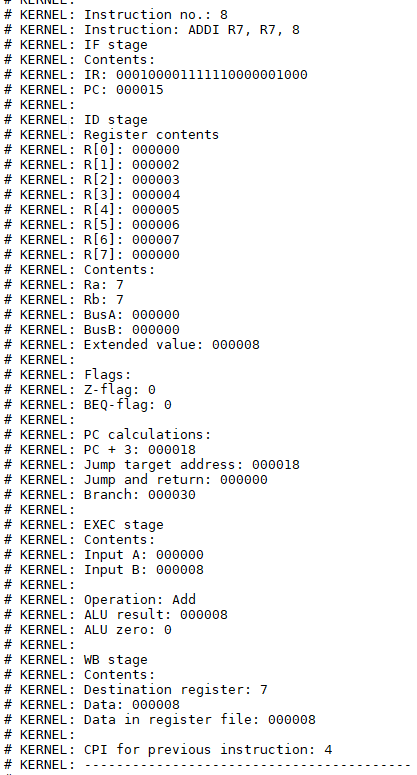 # KERNEL:
# KERNEL: Instruction no.: 8
# KERNEL: Instruction: ADDI R7, R7, 8
# KERNEL: IF stage
# KERNEL: Contents:
# KERNEL: IR: 000100001111110000001000
# KERNEL: PC: 000015
# KERNEL:
# KERNEL: ID stage
# KERNEL: Register contents
# KERNEL: R[0]: 000000
# KERNEL: R[1]: 000002
# KERNEL: R[2]: 000003
# KERNEL: R[3]: 000004
# KERNEL: R[4]: 000005
# KERNEL: R[5]: 000006
# KERNEL: R[6]: 000007
# KERNEL: R[7]: 000000
# KERNEL: Contents:
# KERNEL: Ra: 7
# KERNEL: Rb: 7
# KERNEL: BusA: 000000
# KERNEL: BusB: 000000
# KERNEL: Extended value: 000008
# KERNEL:
# KERNEL: Flags:
# KERNEL: Z-flag: 0
# KERNEL: BEQ-flag: 0
# KERNEL:
# KERNEL: PC calculations:
# KERNEL: PC + 3: 000018
# KERNEL: Jump target address: 000018
# KERNEL: Jump and return: 000000
# KERNEL: Branch: 000030
# KERNEL:
# KERNEL: EXEC stage
# KERNEL: Contents:
# KERNEL: Input A: 000000
# KERNEL: Input B: 000008
# KERNEL:
# KERNEL: Operation: Add
# KERNEL: ALU result: 000008
# KERNEL: ALU zero: 0
# KERNEL:
# KERNEL: WB stage
# KERNEL: Contents:
# KERNEL: Destination register: 7
# KERNEL: Data: 000008
# KERNEL: Data in register file: 000008
# KERNEL:
# KERNEL: CPI for previous instruction: 4
# KERNEL: -----------------------------------------